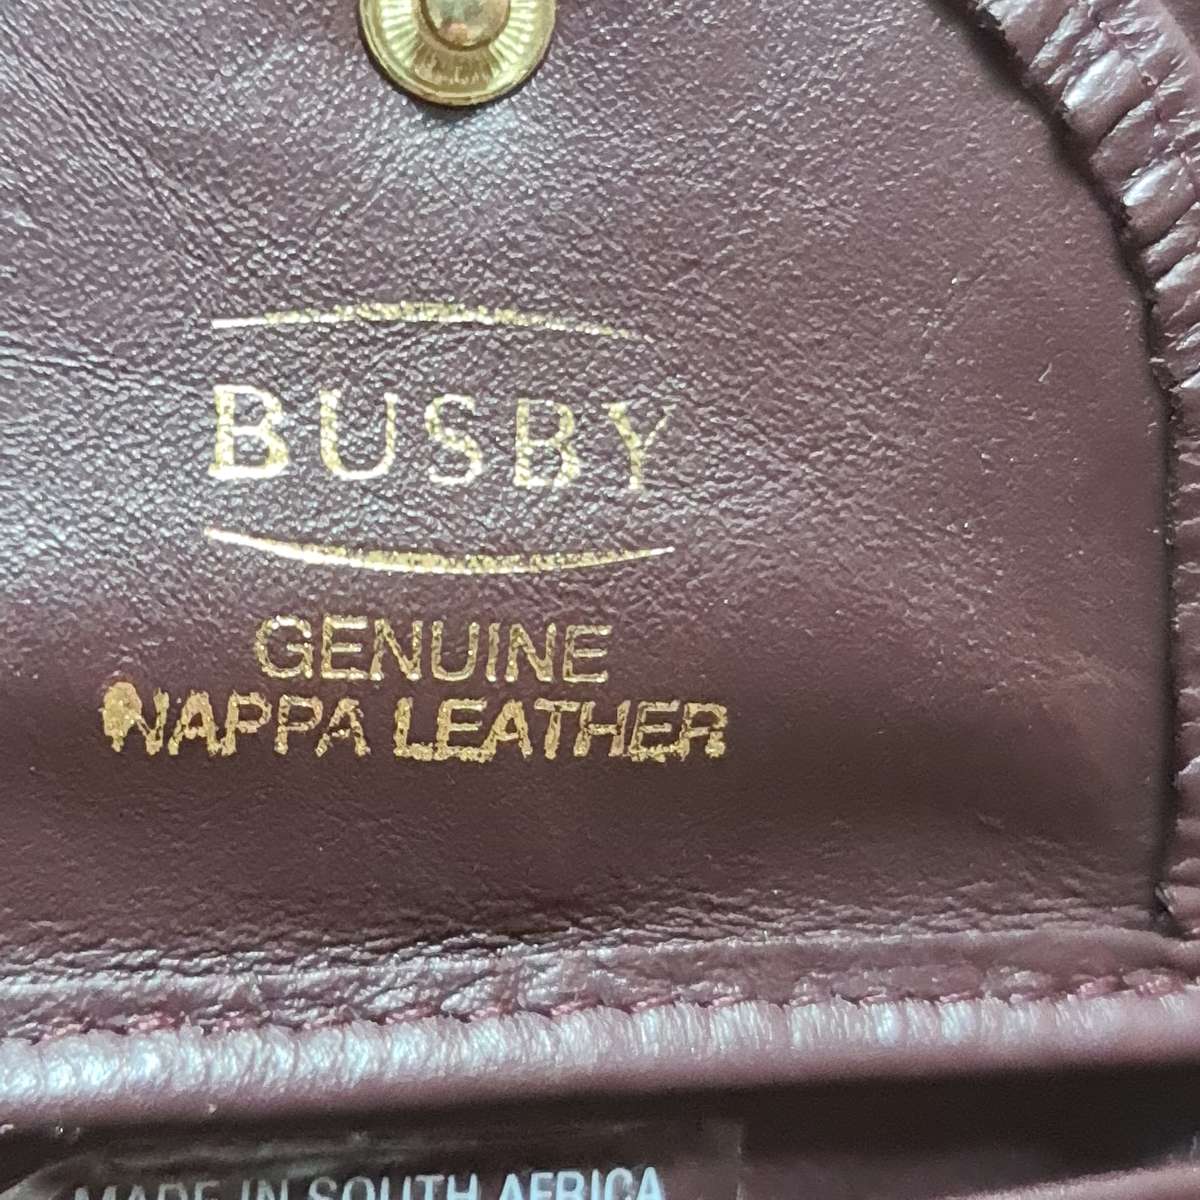 BUSBY
GENUINE
NAPPA LEATHER
MADE IN SOUTH AFRICA